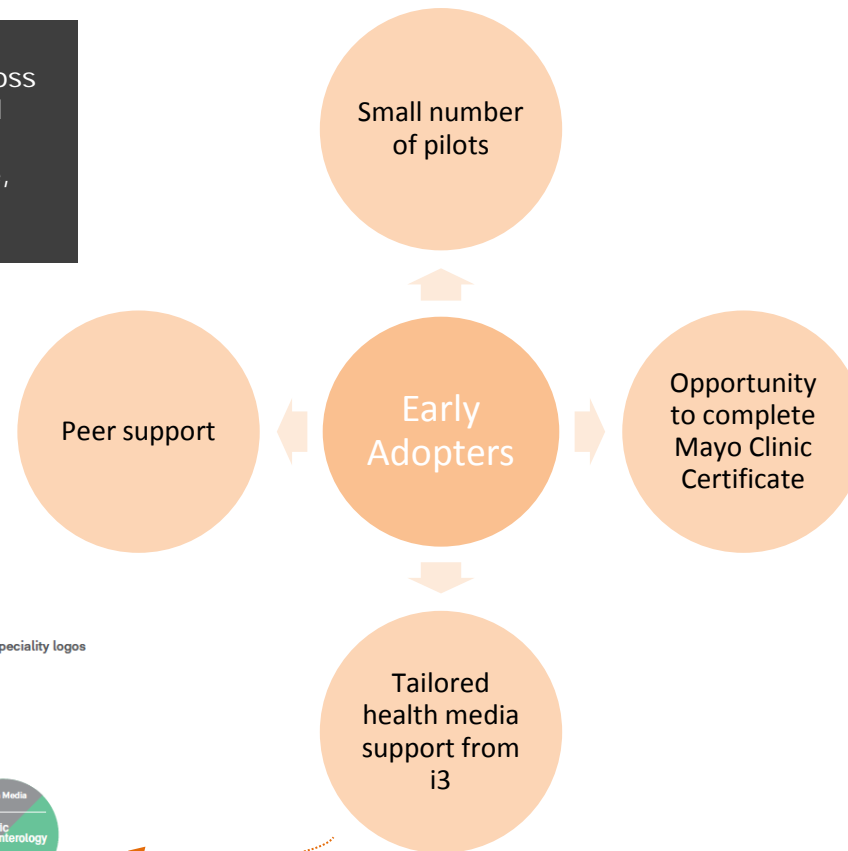 Small number
of pilots
Peer support
Early
Adopters
Opportunity
to complete
Mayo Clinic
Certificate
logos
Tailored
health media
support from
i3
Media